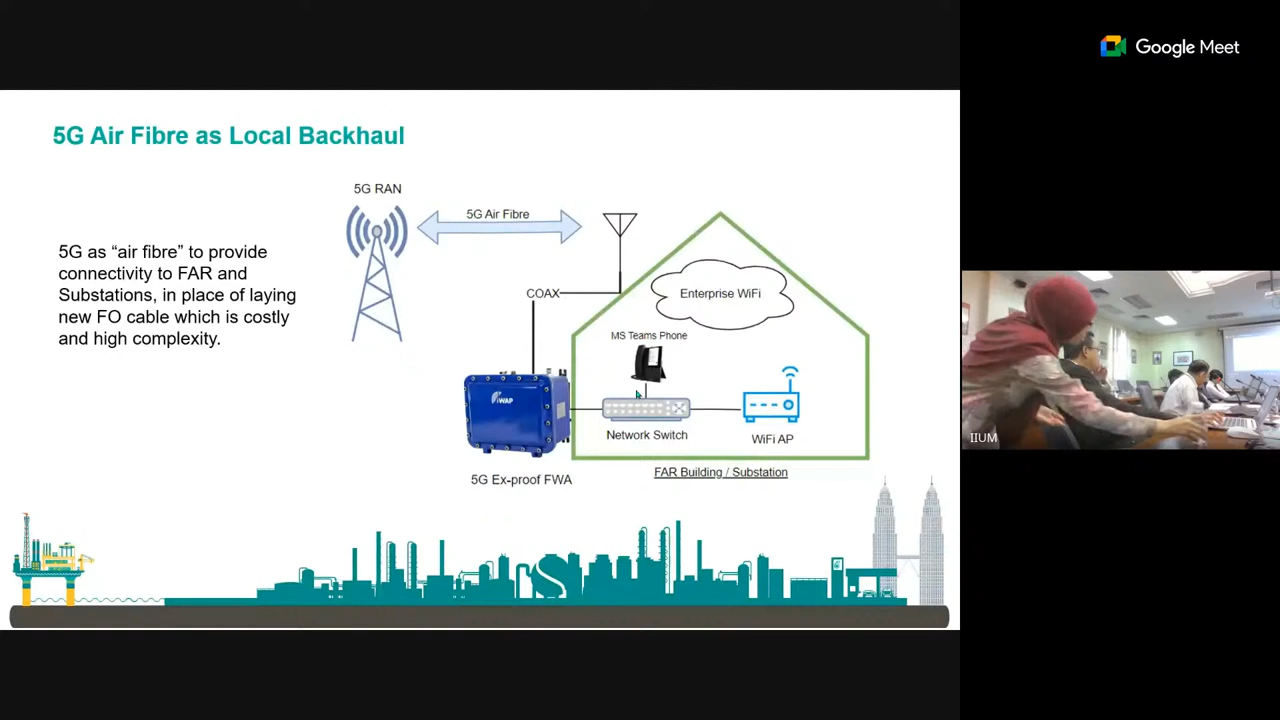 Google Meet
5G Air Fibre as Local Backhaul
5G RAN
5G Air Fibre
5G as “air fibre” to provide
connectivity to FAR and
Substations, in place of laying
new FO cable which is costly
and high complexity.
COAX
Enterprise WiFi
MS Teams Phone
iWAP
Network Switch
WiFi AP
5G Ex-proof FWA
FAR Building / Substation
IIUM